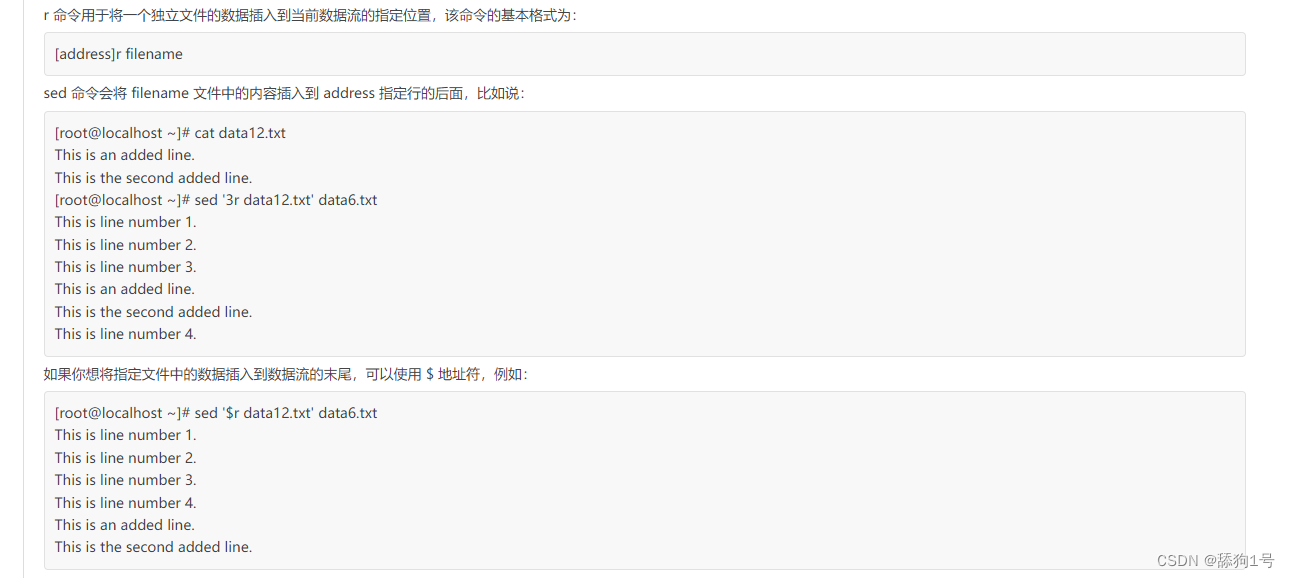 r 命令用于将一个独立文件的数据插入到当前数据流的指定位置，该命令的基本格式为：
[address]r filename
sed 命令会将 filename 文件中的内容插入到 address 指定行的后面，比如说：
[root@localhost ~]# cat data12.txt
This is an added line.
This is the second added line.
[root@localhost ~]# sed '3r data12.txt' data6.txt
This is line number 1.
This is line number 2.
This is line number 3.
This is an added line.
This is the second added line.
This is line number 4.
如果你想将指定文件中的数据插入到数据流的末尾，可以使用 $ 地址符，例如：
[root@localhost ~]# sed '$r data12.txt' data6.txt
This is line number 1.
This is line number 2.
This is line number 3.
This is line number 4.
This is an added line.
This is the second added line.
CSDN @舔狗1号